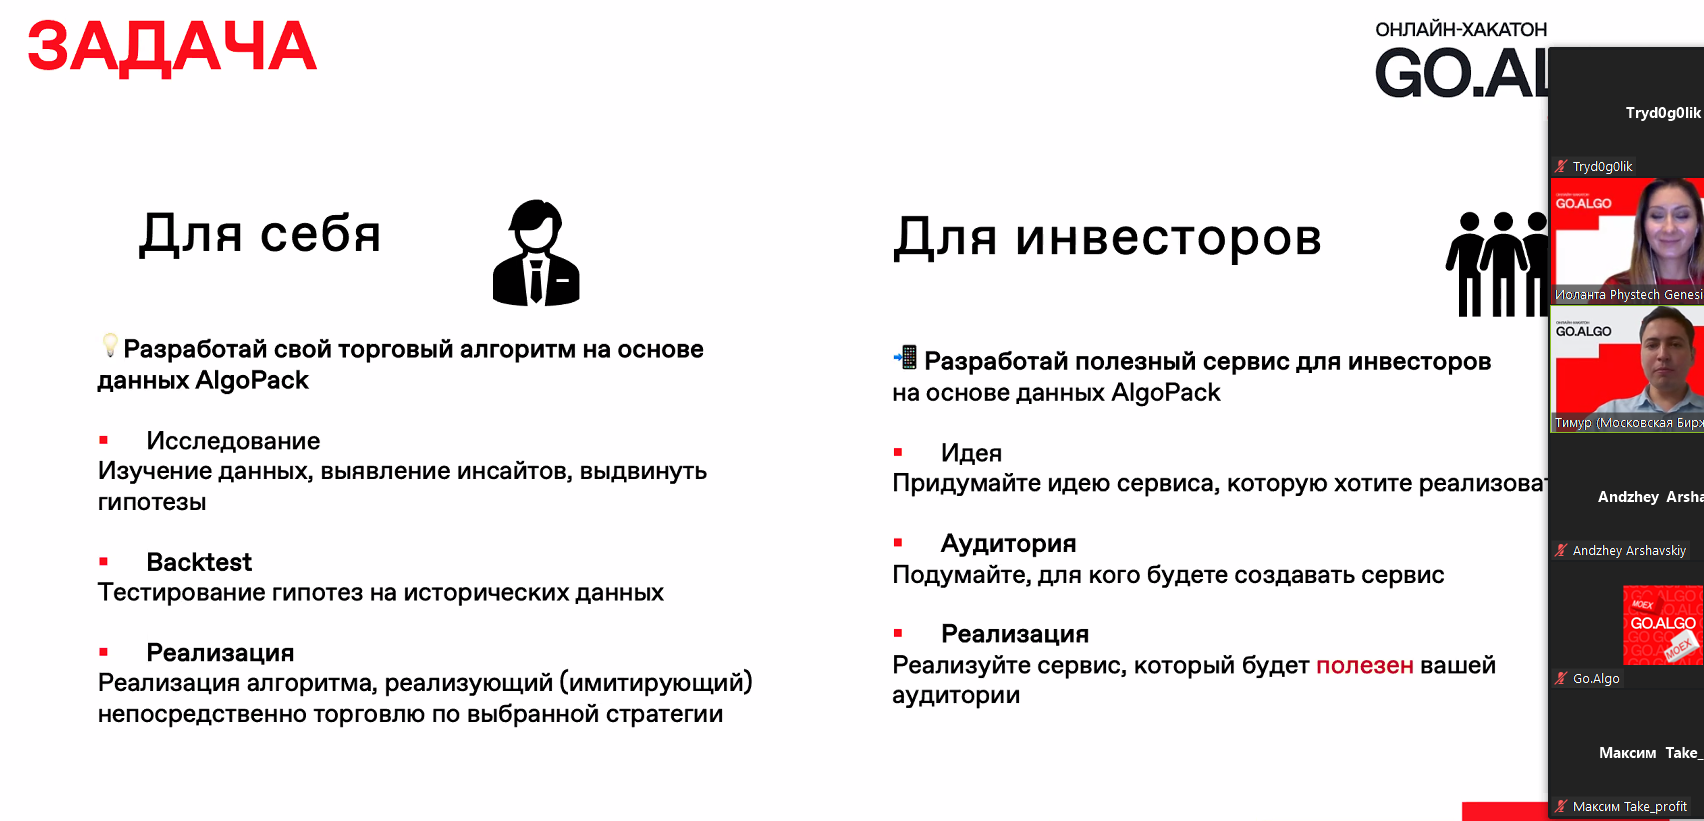 ЗАДАЧА
ОНЛАЙН-ХАКАТОН
GO.AL
Для себя
💡Разработай свой торговый алгоритм на основе
данных AlgoPack
▪ Исследование
Изучение данных, выявление инсайтов, выдвинуть
гипотезы
▪ Backtest
Тестирование гипотез на исторических данных
▪ Реализация
Реализация алгоритма, реализующий (имитирующий)
непосредственно торговлю по выбранной стратегии
Для инвесторов
📲 Разработай полезный сервис для инвесторов
на основе данных AlgoPack
▪ Идея
Придумайте идею сервиса, которую хотите реализоват
▪ Аудитория
Подумайте, для кого будете создавать сервис
▪ Реализация
Реализуйте сервис, который будет полезен вашей
аудитории
Tryd0g0lik
Tryd0g0lik
GO.ALGO
Иоланта Phystech Genesi
GO.ALGO
Тимур (Московская Бирж
Andzhey Arsha
Andzhey Arshavskiy
MOEX
GO.ALGO
MOEX
Go.Algo
Максим Take_
Максим Take_profit